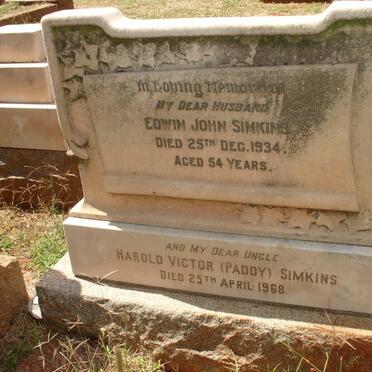 In Loving Memory of
MY DEAR HUSBAND
EDWIN JOHN SIMKINS
DIED 25TH DEC. 1934.
AGED 54 YEARS.
AND MY DEAR UNCLE
HAROLD VICTOR (PADDY) SIMKINS
DIED 25TH APRIL 1968.